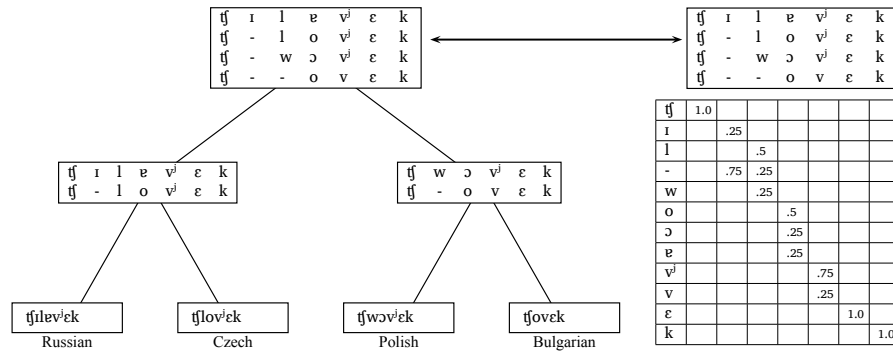 tʃ ɪ l ɐ vʲ ɛ k
tʃ - l o vʲ ɛ k
tʃ - w ɔ vʲ ɛ k
tʃ - - o v ɛ k
tʃ ɪ l ɐ vʲ ɛ k
tʃ - l o vʲ ɛ k
tʃ - w ɔ vʲ ɛ k
tʃ - - o v ɛ k
tʃ ɪ l ɐ vʲ ɛ k
tʃ - l o vʲ ɛ k
tʃ w ɔ vʲ ɛ k
tʃ - o v ɛ k
tʃɪlɐvʲɛk
Russian
tʃlovʲɛk
Czech
tʃwɔvʲɛk
Polish
tʃovɛk
Bulgarian
tʃ 1.0
ɪ .25
l .5
- .75 .25
w .25
o .5
ɔ .25
ɐ .25
vʲ .75
v .25
ɛ 1.0
k 1.0